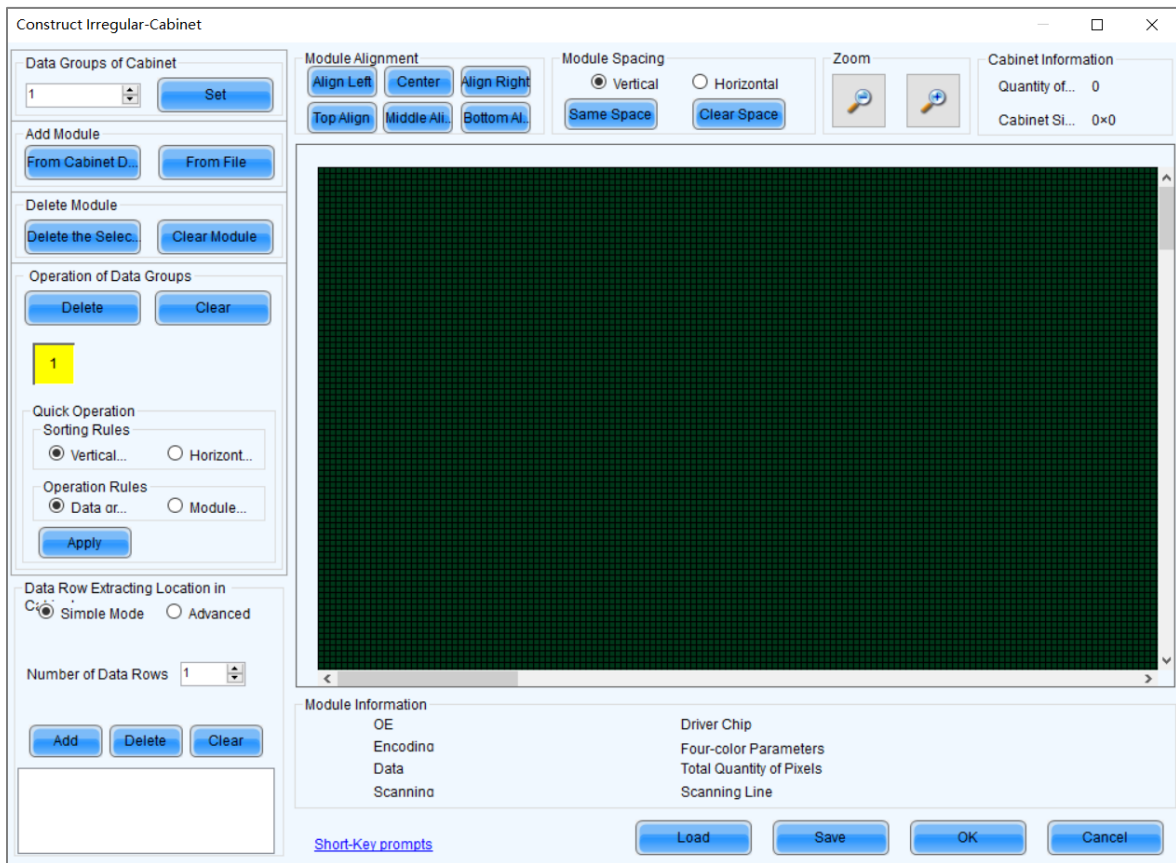 Construct Irregular-Cabinet
Data Groups of Cabinet
1
Set
Add Module
From Cabinet D...
From File
Delete Module
Delete the Selec...
Clear Module
Operation of Data Groups
Delete
Clear
1
Quick Operation
Sorting Rules
Vertical...
Horizont...
Operation Rules
Data gr...
Module...
Apply
Data Row Extracting Location in
Simple Mode
Advanced
Number of Data Rows
1
Add
Delete
Clear
Module Alignment
Align Left
Center
Align Right
Top Align
Middle Ali...
Bottom Al...
Module Spacing
Vertical
Horizontal
Same Space
Clear Space
Zoom
Cabinet Information
Quantity of... 0
Cabinet Si... 0×0
Module Information
OE
Encoding
Data
Scanning
Driver Chip
Four-color Parameters
Total Quantity of Pixels
Scanning Line
Short-Key prompts
Load
Save
OK
Cancel